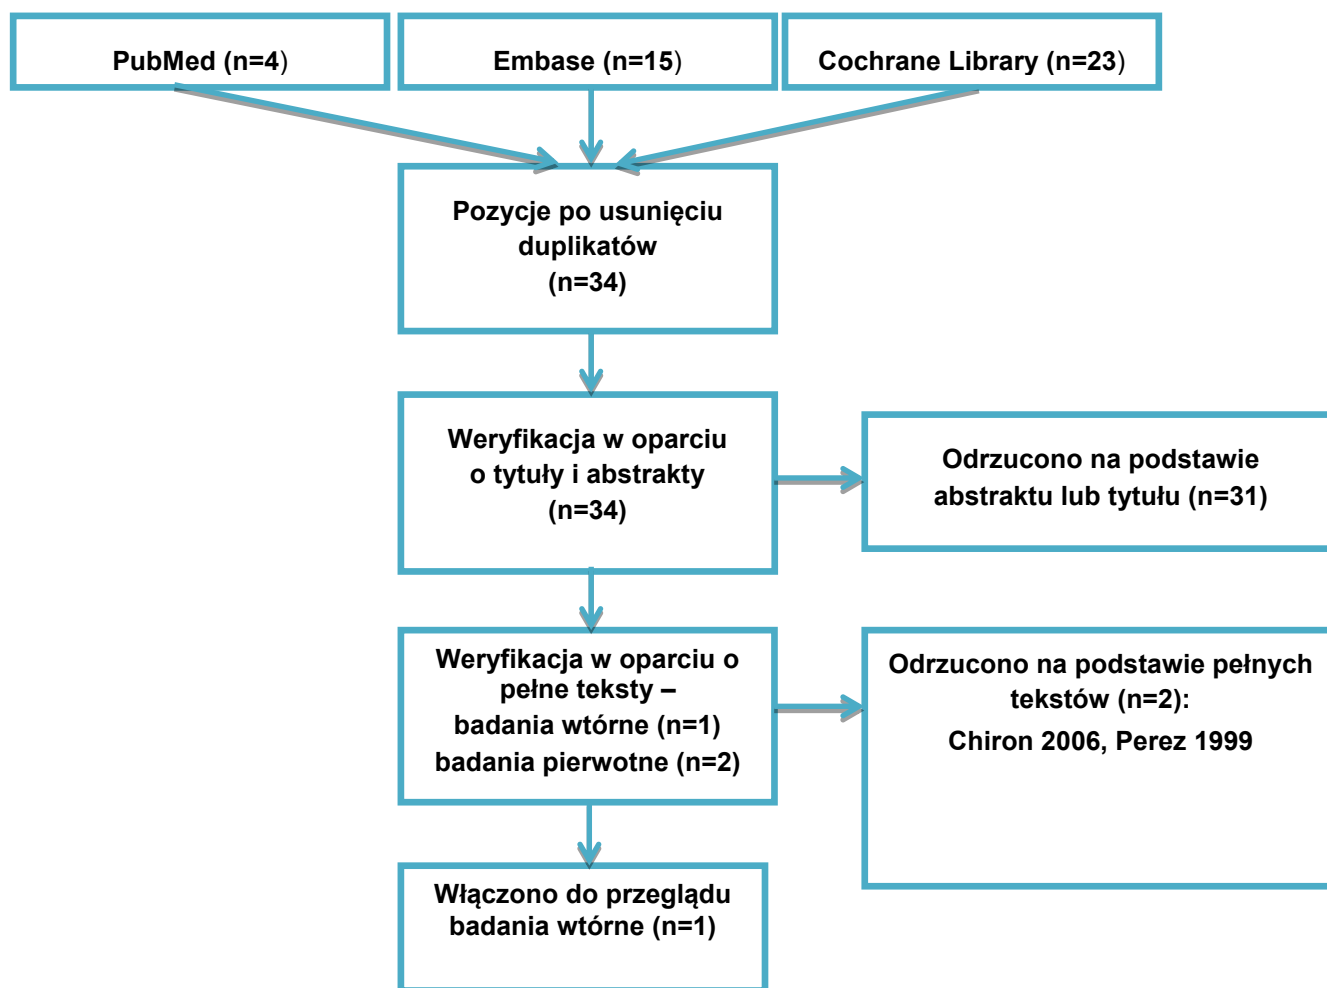 PubMed (n=4)
Embase (n=15)
Cochrane Library (n=23)
Pozycje po usunięciu
duplikatów
(n=34)
Weryfikacja w oparciu
o tytuły i abstrakty
(n=34)
Odrzucono na podstawie
abstraktu lub tytułu (n=31)
Weryfikacja w oparciu o
pełne teksty –
badania wtórne (n=1)
badania pierwotne (n=2)
Odrzucono na podstawie pełnych
tekstów (n=2):
Chiron 2006, Perez 1999
Włączono do przeglądu
badania wtórne (n=1)